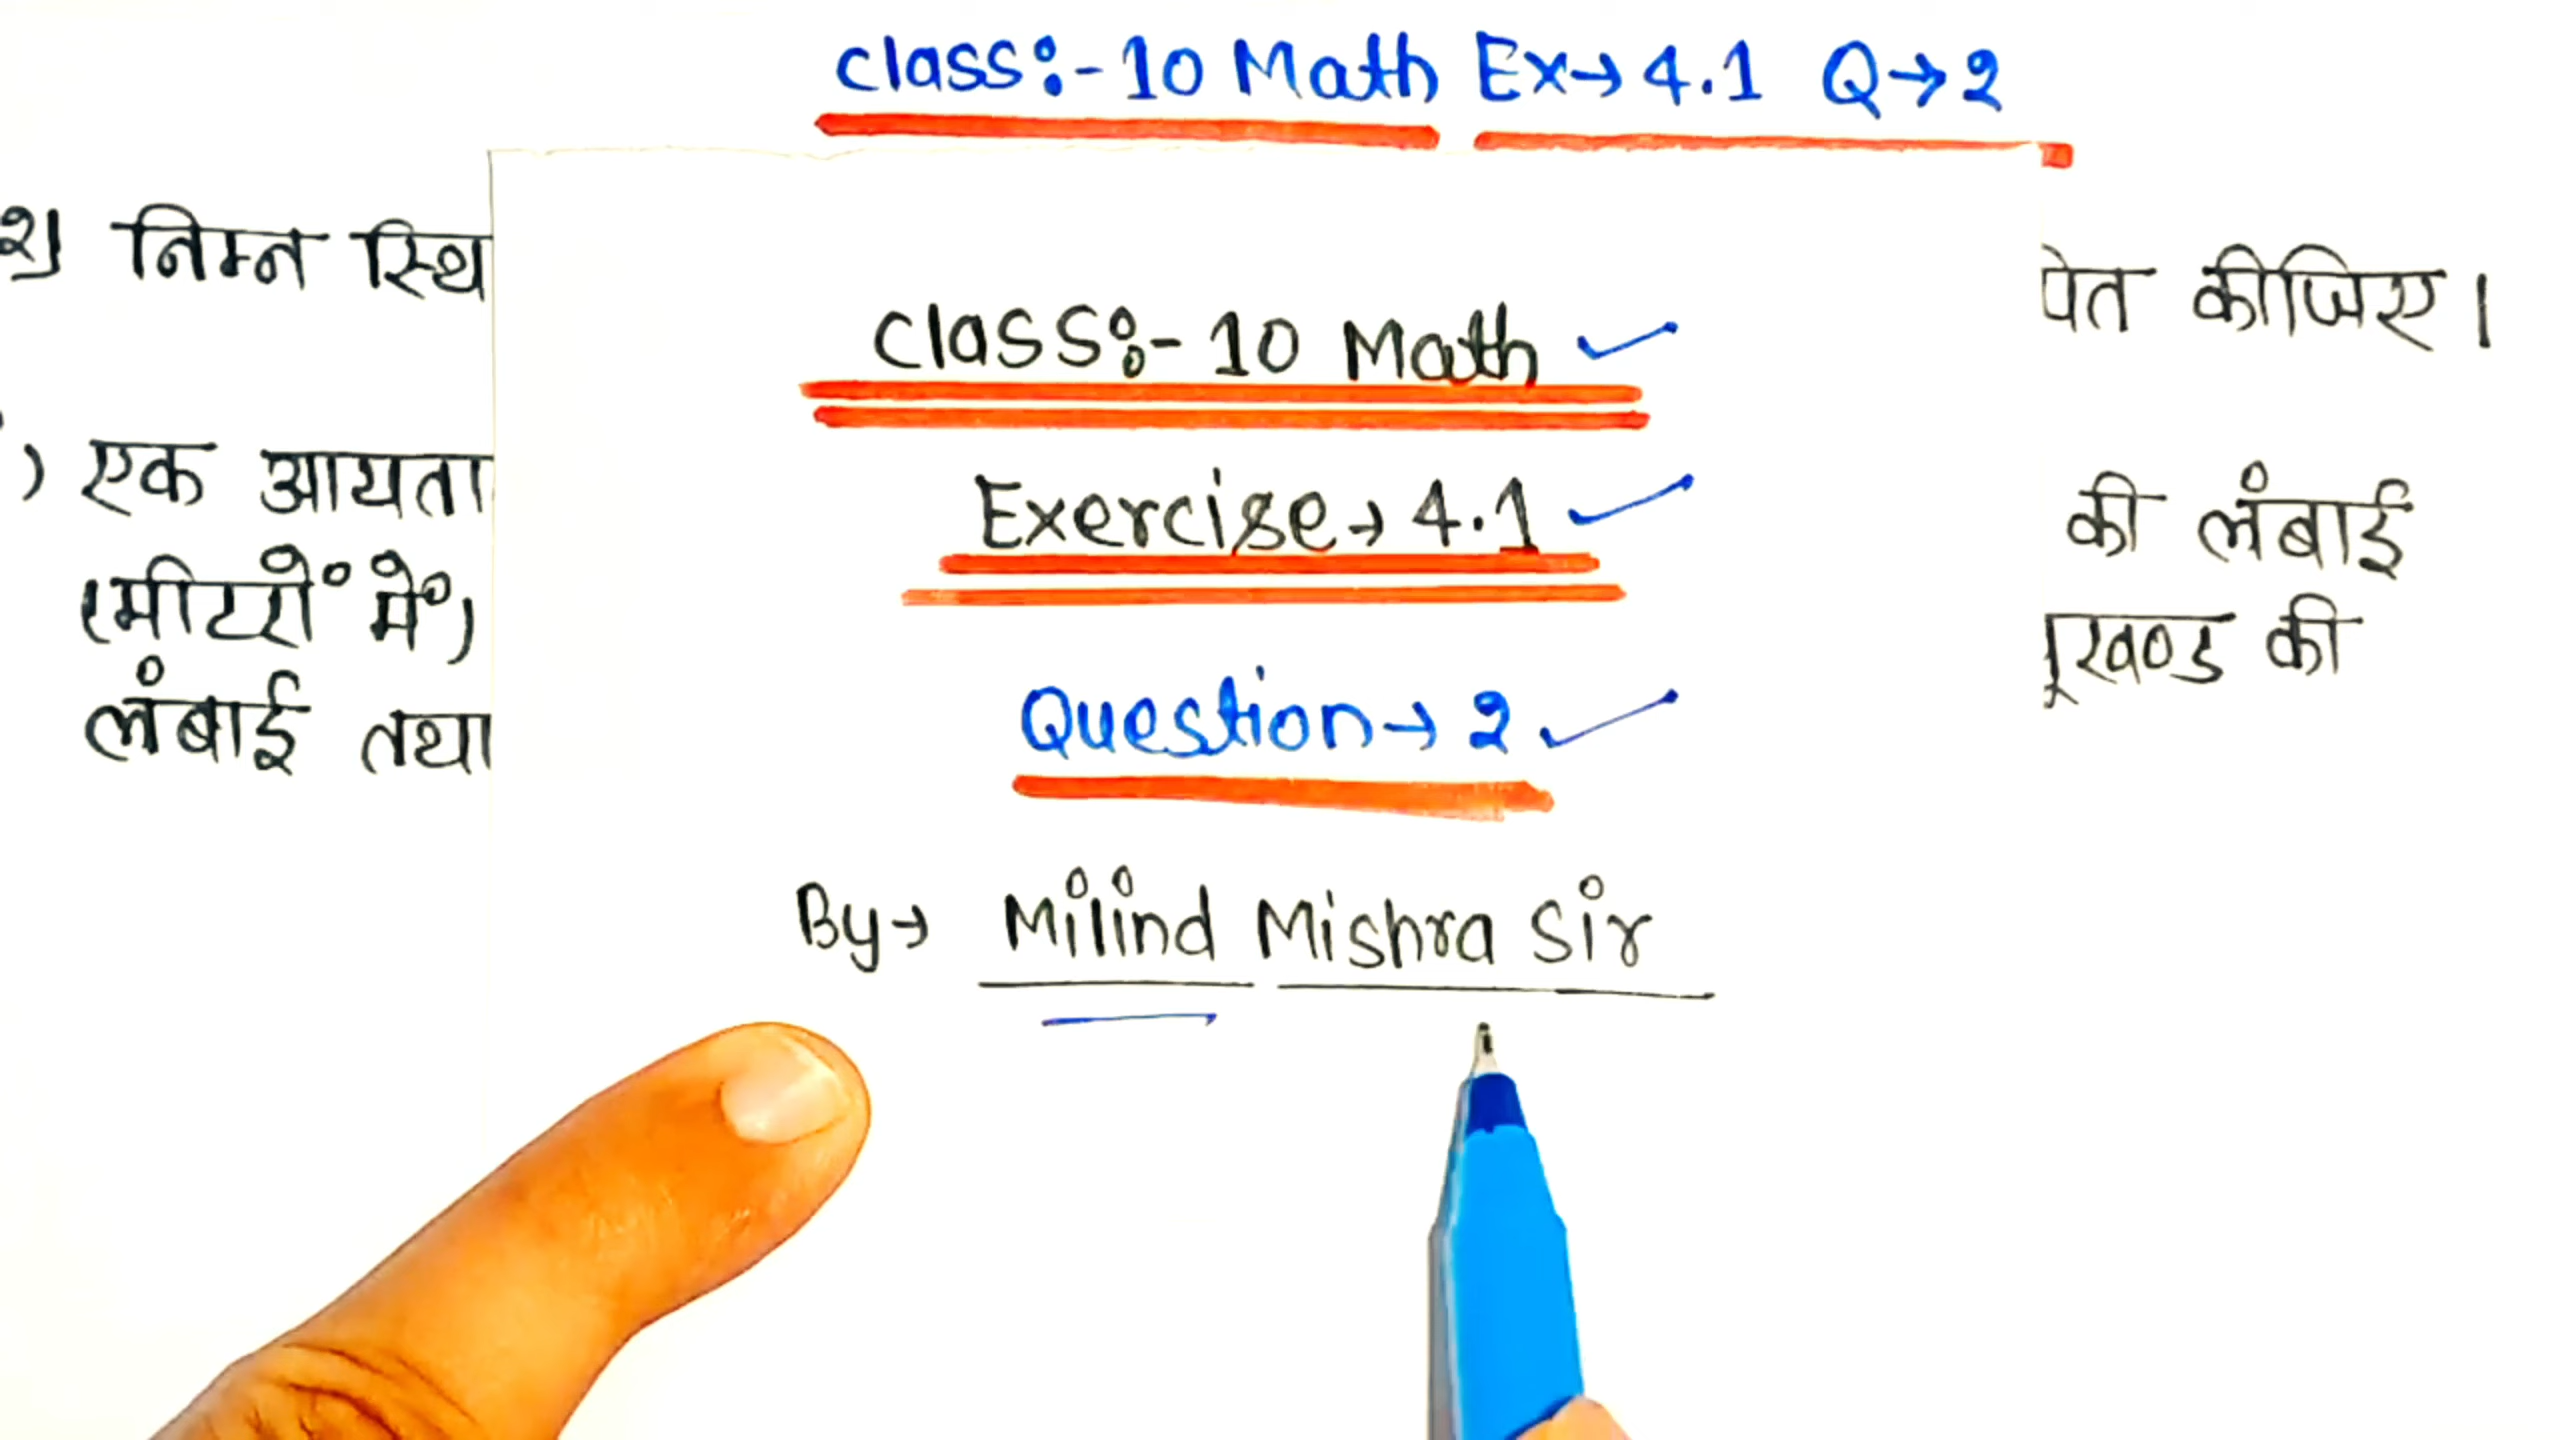 Class:-10 Math Ex→4.1 Q→2
2) निम्न स्थि
पेत कीजिए।
Class:-10 Math
) एक आयता
की लंबाई
Exercise→4.1
(मीटरों में)
भूखण्ड की
लंबाई तथा
Question→2
By→ Milind Mishra Sir